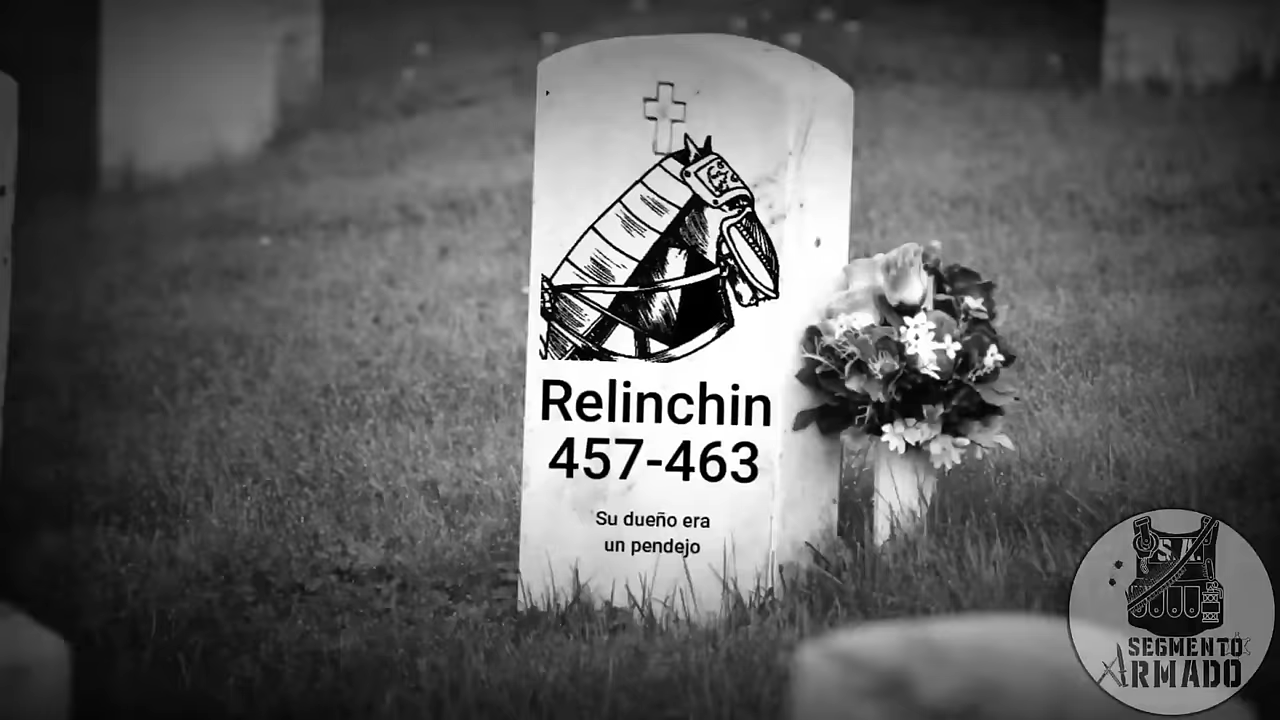 Relinchin
457-463
Su dueño era
un pendejo
S.A.
SEGMENTO
ARMADO